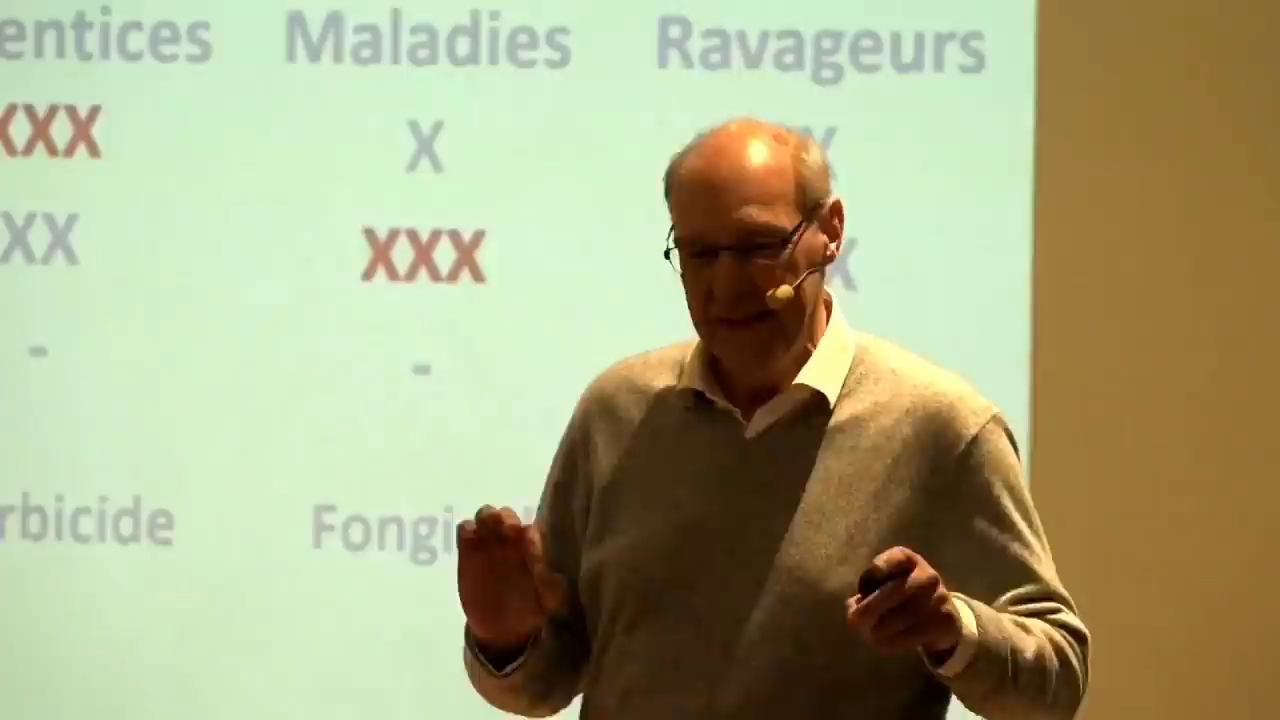 entices Maladies Ravageurs
XXX X X
XX XXX X
- -
rbicide Fongi